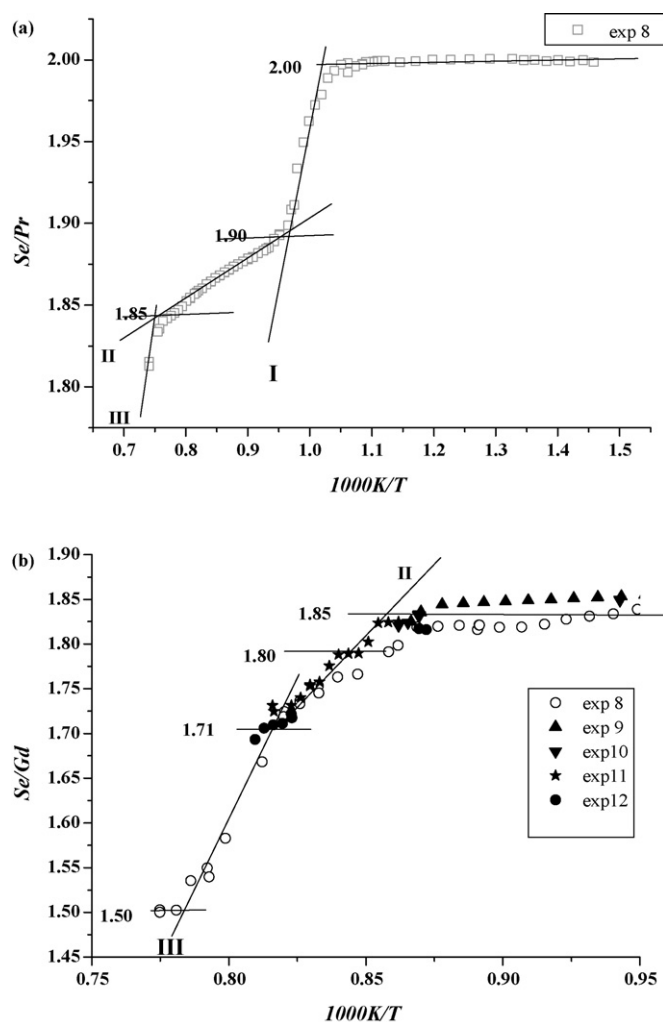 (a)
exp 8
2.00
2.00
1.95
1.90
1.90
1.85
1.85
1.80
II
I
III
Se/Pr
0.7 0.8 0.9 1.0 1.1 1.2 1.3 1.4 1.5
1000K/T
(b)
1.90
II
1.85
1.85
1.80
1.80
1.75
1.71
1.70
1.65
1.60
1.55
1.50
1.50
1.45
III
Se/Gd
exp 8
exp 9
exp10
exp11
exp12
0.75 0.80 0.85 0.90 0.95
1000K/T